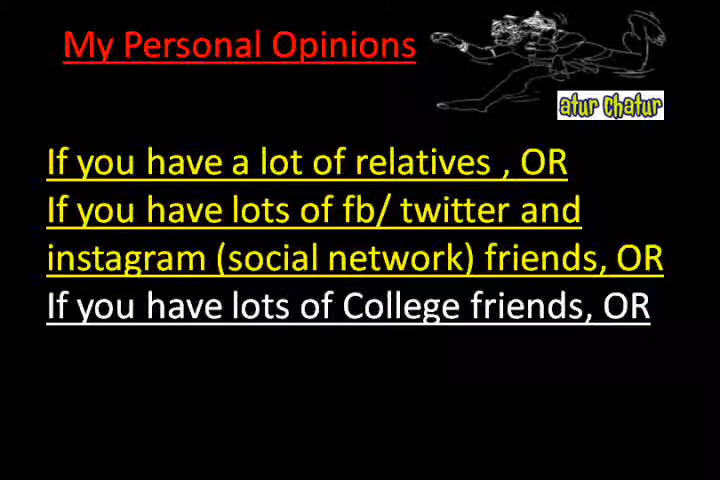 My Personal Opinions
atur chatur
If you have a lot of relatives , OR
If you have lots of fb/ twitter and
instagram (social network) friends, OR
If you have lots of College friends, OR